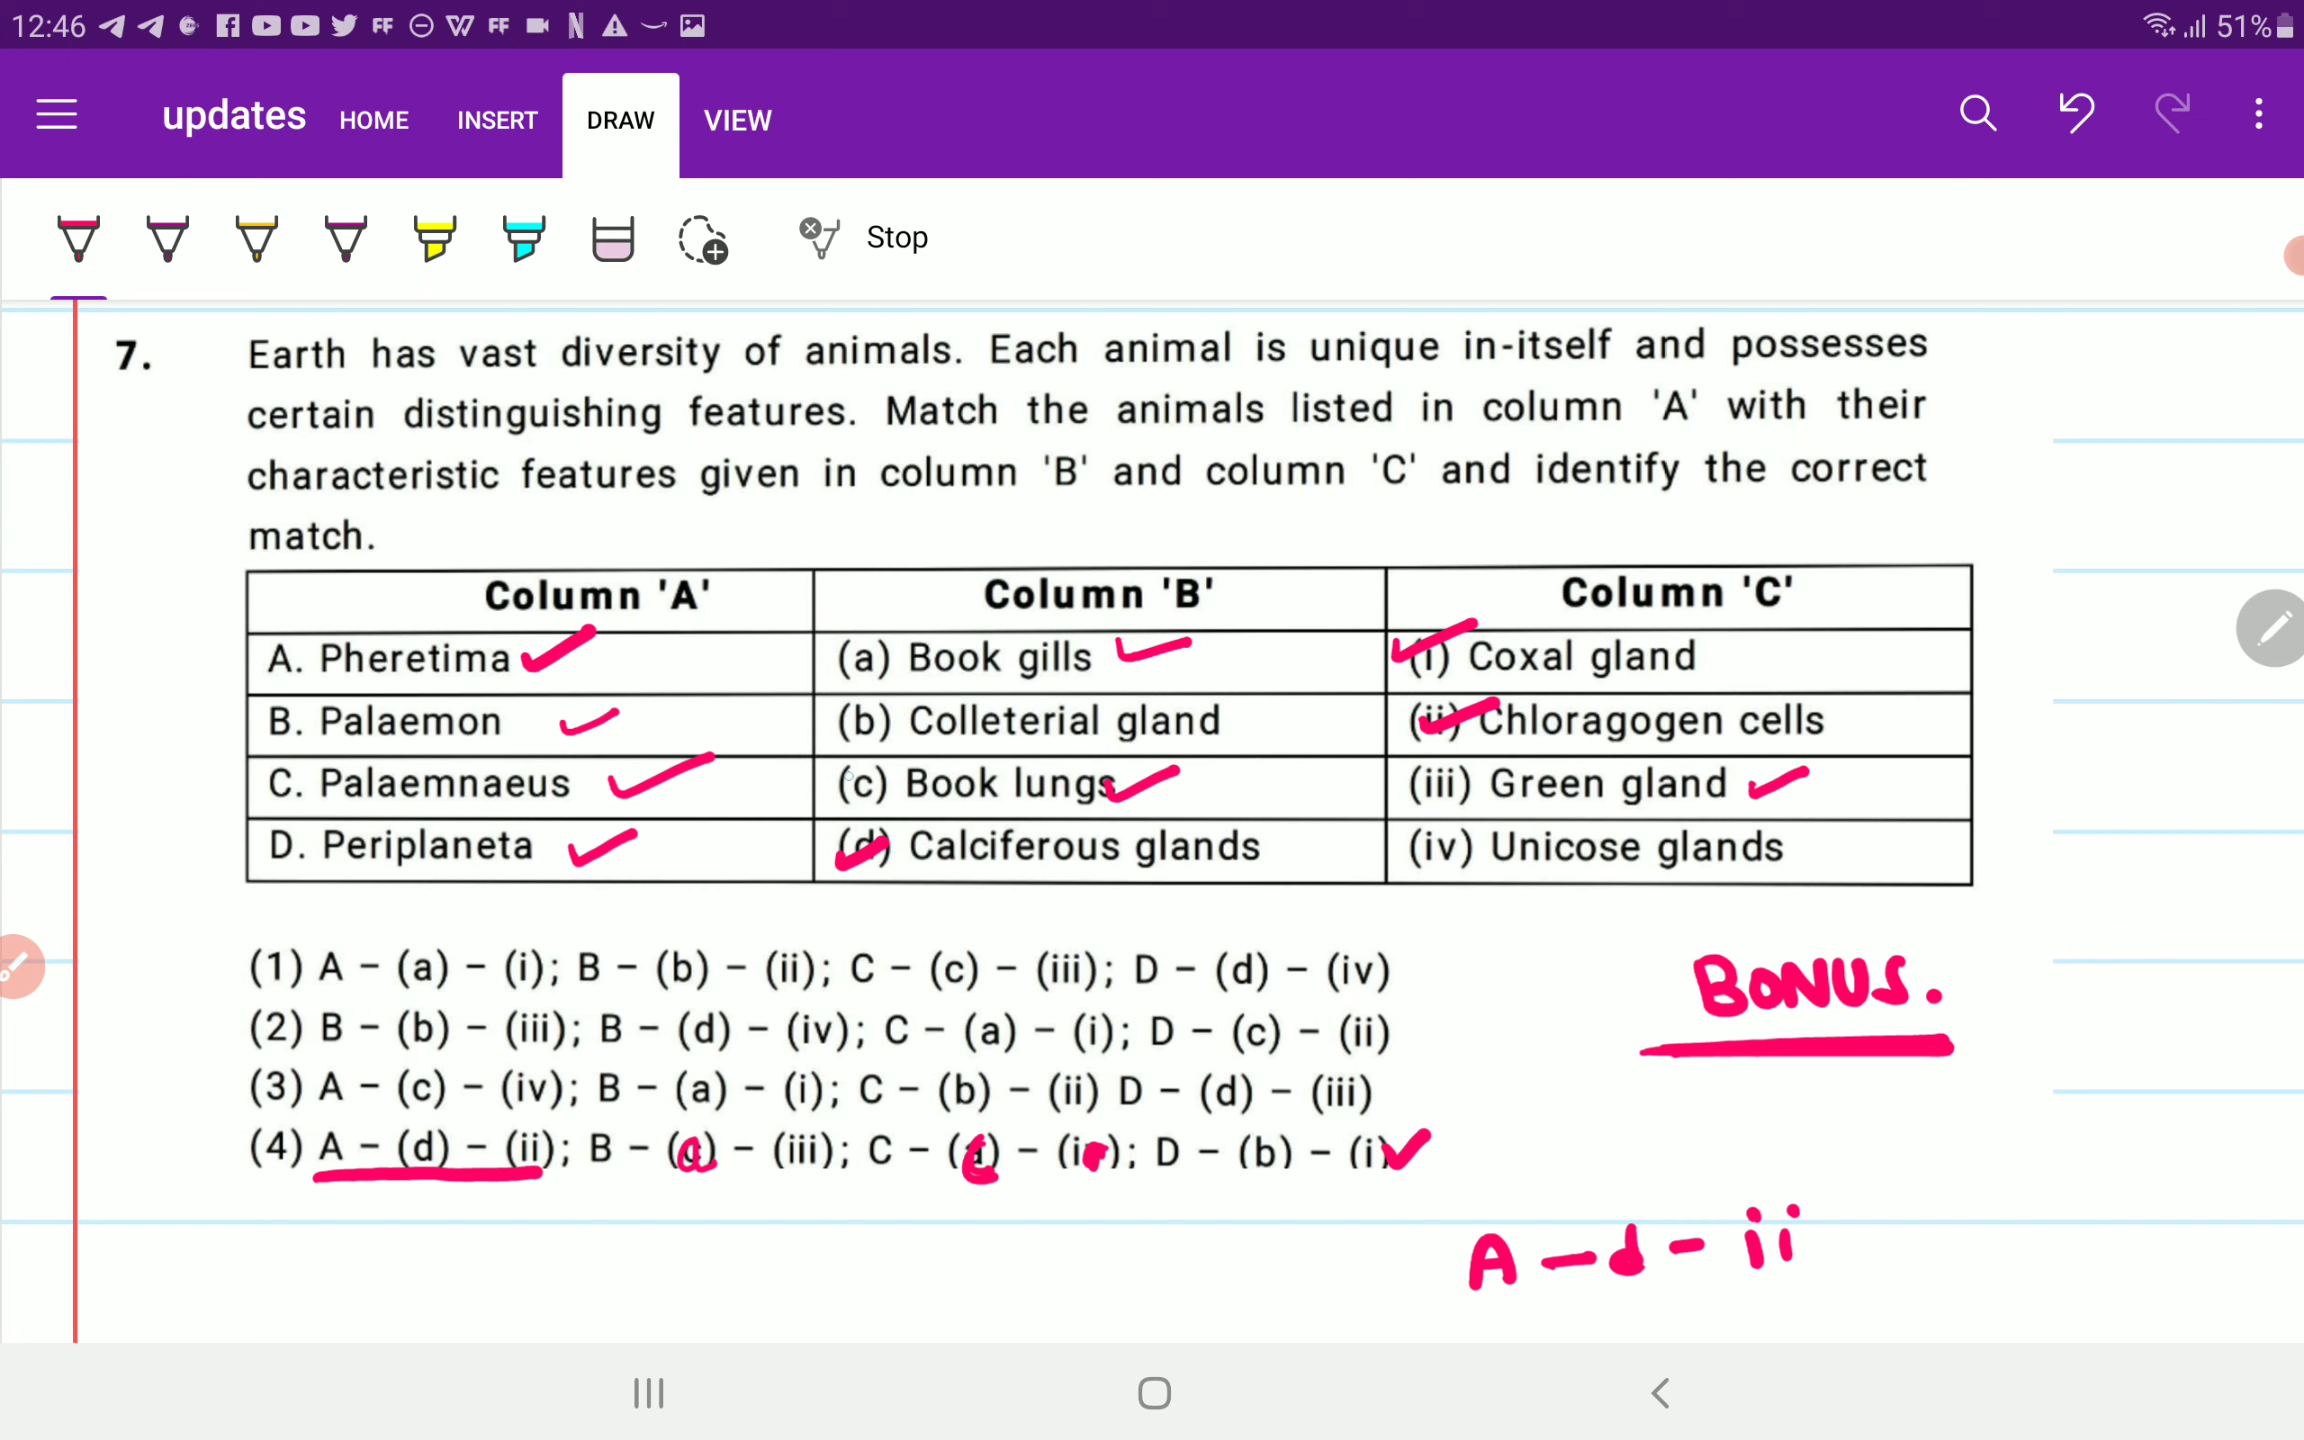 12:46 FF FF N 51%
updates HOME INSERT DRAW VIEW
Stop
7. Earth has vast diversity of animals. Each animal is unique in-itself and possesses
certain distinguishing features. Match the animals listed in column 'A' with their
characteristic features given in column 'B' and column 'C' and identify the correct
match.
Column 'A' Column 'B' Column 'C'
A. Pheretima (a) Book gills (i) Coxal gland
B. Palaemon (b) Colleterial gland (ii) Chloragogen cells
C. Palaemnaeus (c) Book lungs (iii) Green gland
D. Periplaneta (d) Calciferous glands (iv) Unicose glands
(1) A – (a) – (i); B – (b) – (ii); C – (c) – (iii); D – (d) – (iv)
BONUS.
(2) B – (b) – (iii); B – (d) – (iv); C – (a) – (i); D – (c) – (ii)
(3) A – (c) – (iv); B – (a) – (i); C – (b) – (ii) D – (d) – (iii)
(4) A – (d) – (ii); B – (a) – (iii); C – (c) – (iv); D – (b) – (i)
A – d – ii